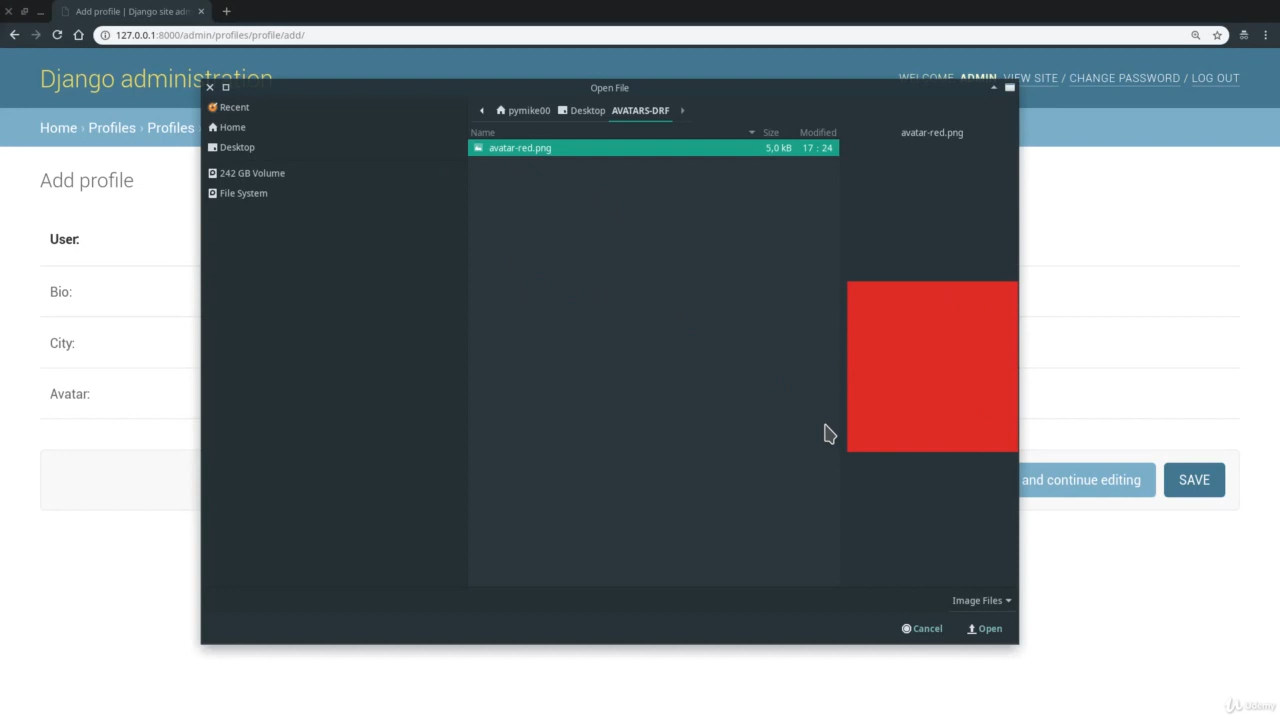 Add profile | Django site adm
127.0.0.1:8000/admin/profiles/profile/add/
Django administration
WELCOME, ADMIN. VIEW SITE / CHANGE PASSWORD / LOG OUT
Home › Profiles › Profiles
Add profile
User:
Bio:
City:
Avatar:
and continue editing
SAVE
Open File
Recent
Home
Desktop
242 GB Volume
File System
pymike00 Desktop AVATARS-DRF
Name Size Modified
avatar-red.png 5,0 kB 17 : 24
avatar-red.png
Image Files
Cancel Open
Udemy